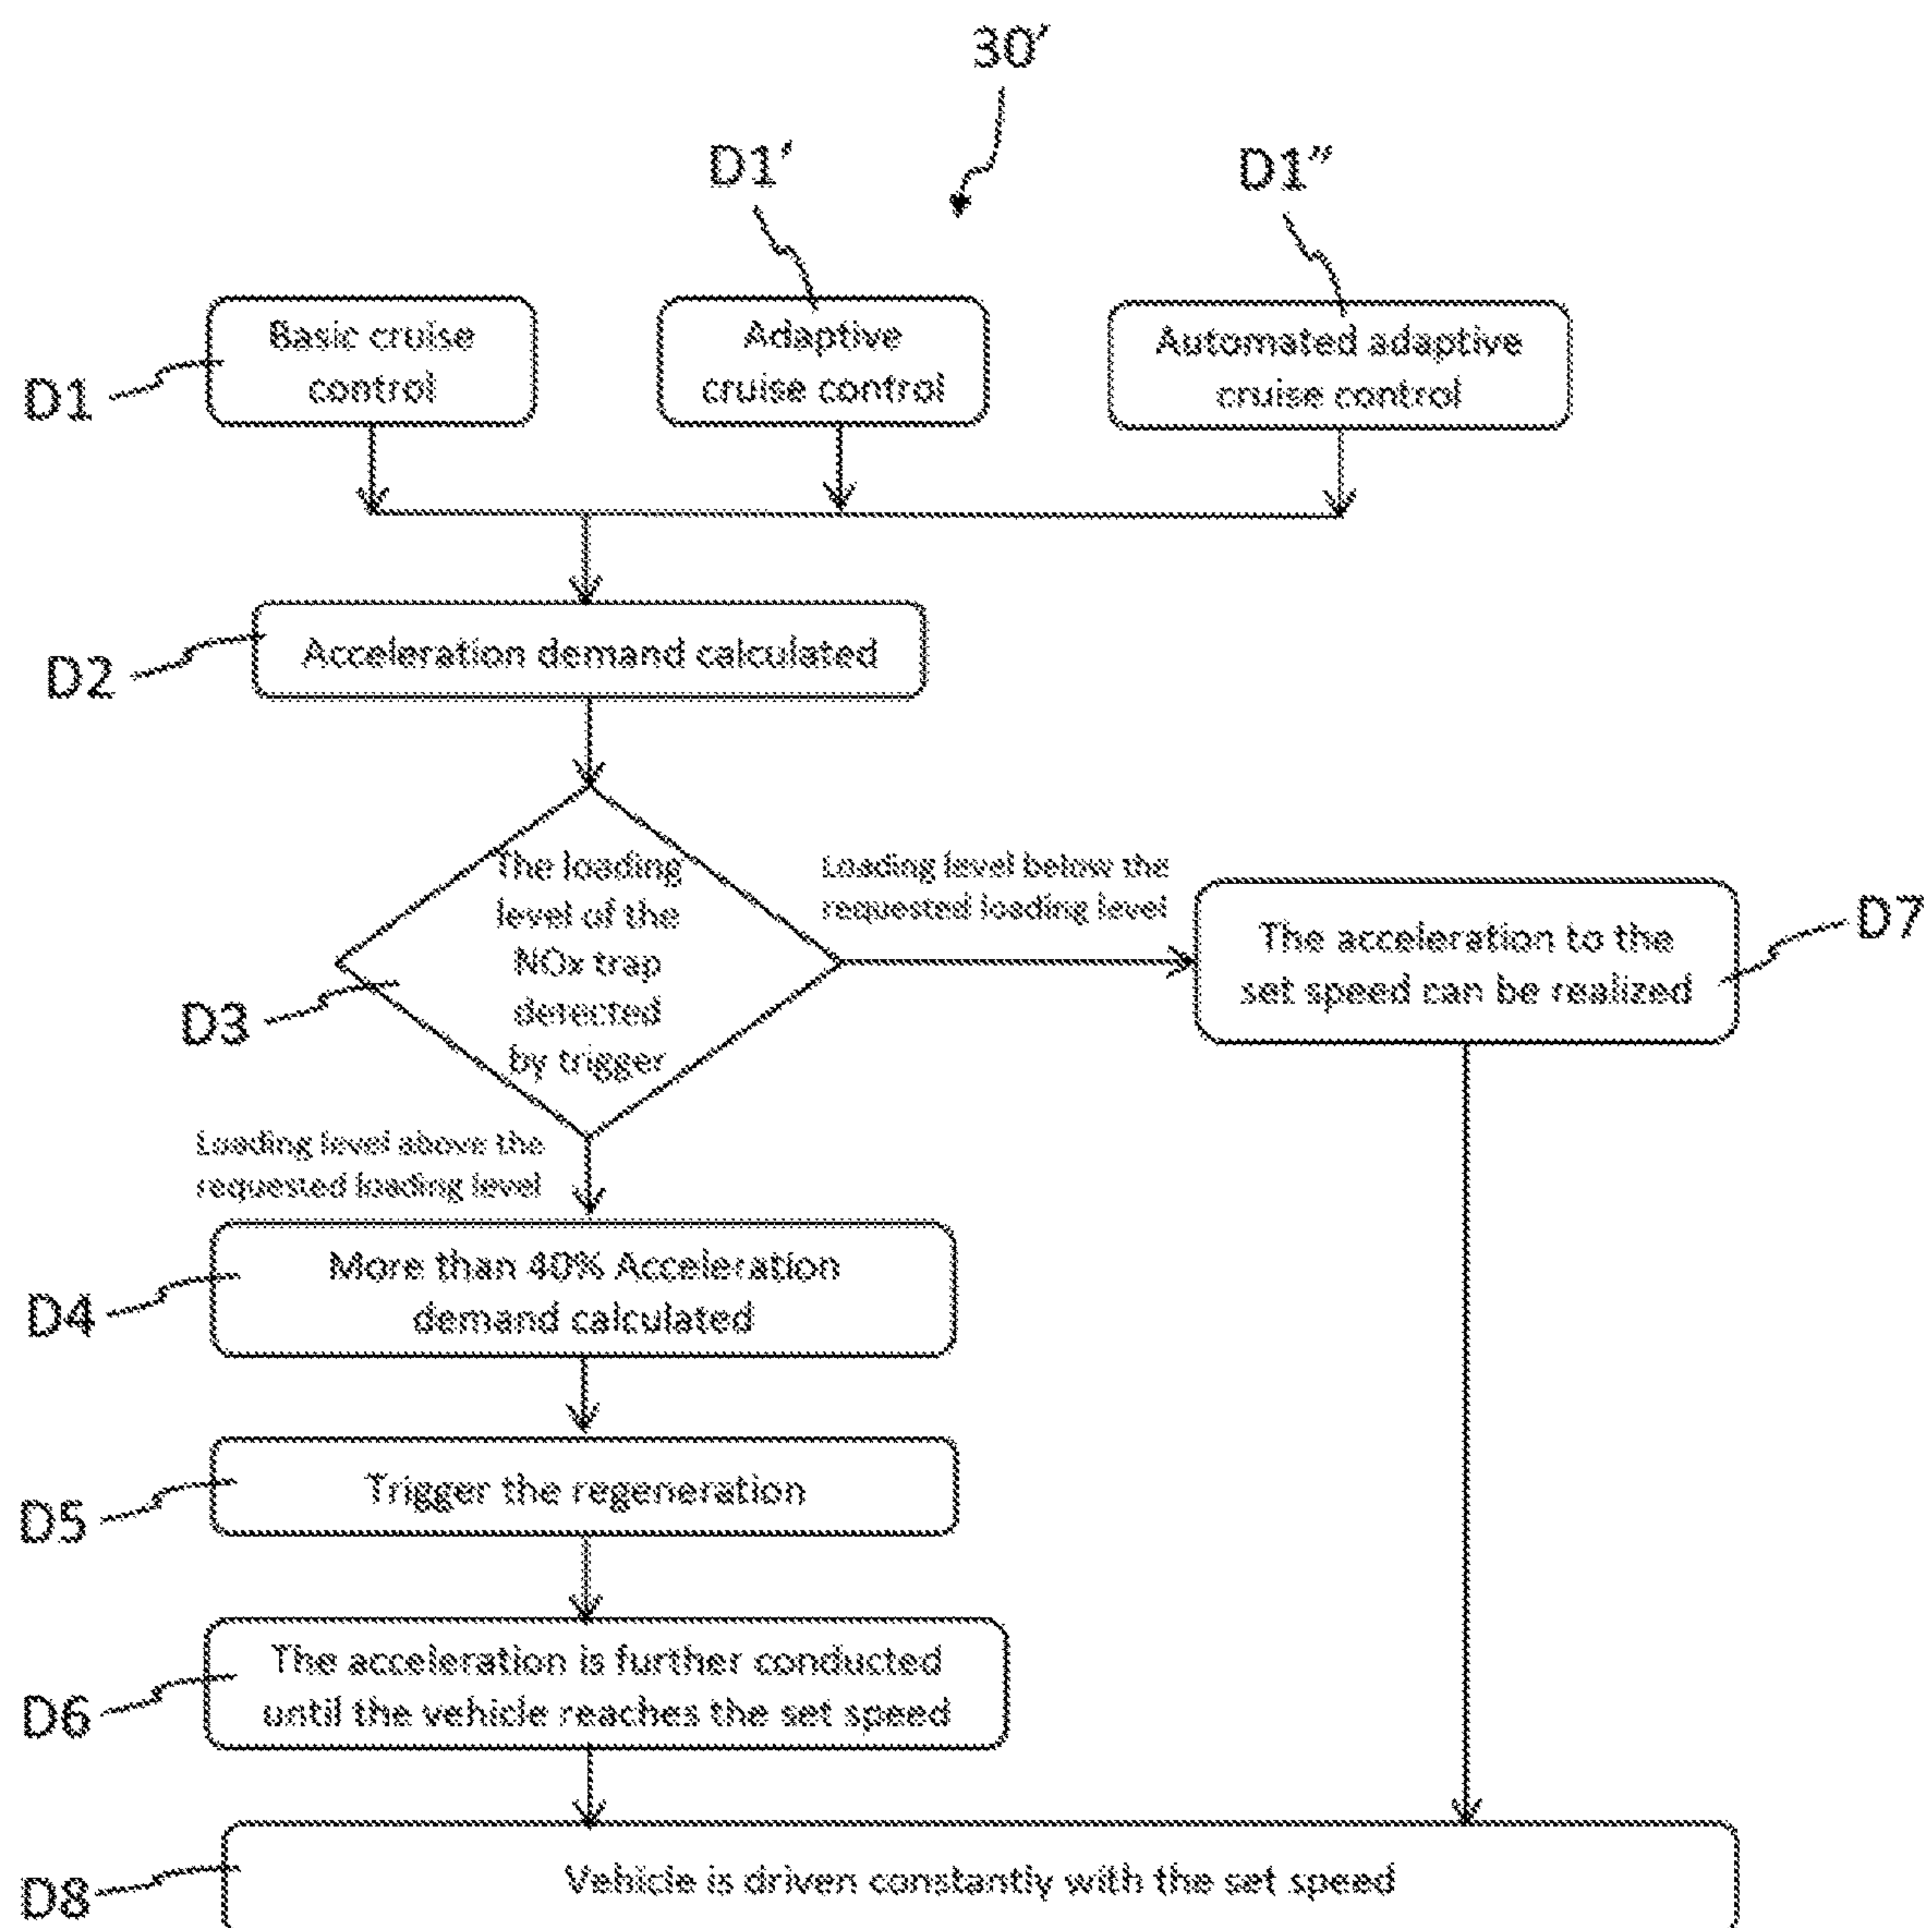 30′
D1′
D1″
Basic cruise
control
Adaptive
cruise control
Automated adaptive
cruise control
D1
Acceleration demand calculated
D2
The loading
level of the
NOx trap
detected
by trigger
Loading level below the
requested loading level
The acceleration to the
set speed can be realized
D7
D3
Loading level above the
requested loading level
More than 40% Acceleration
demand calculated
D4
Trigger the regeneration
D5
The acceleration is further conducted
until the vehicle reaches the set speed
D6
Vehicle is driven constantly with the set speed
D8